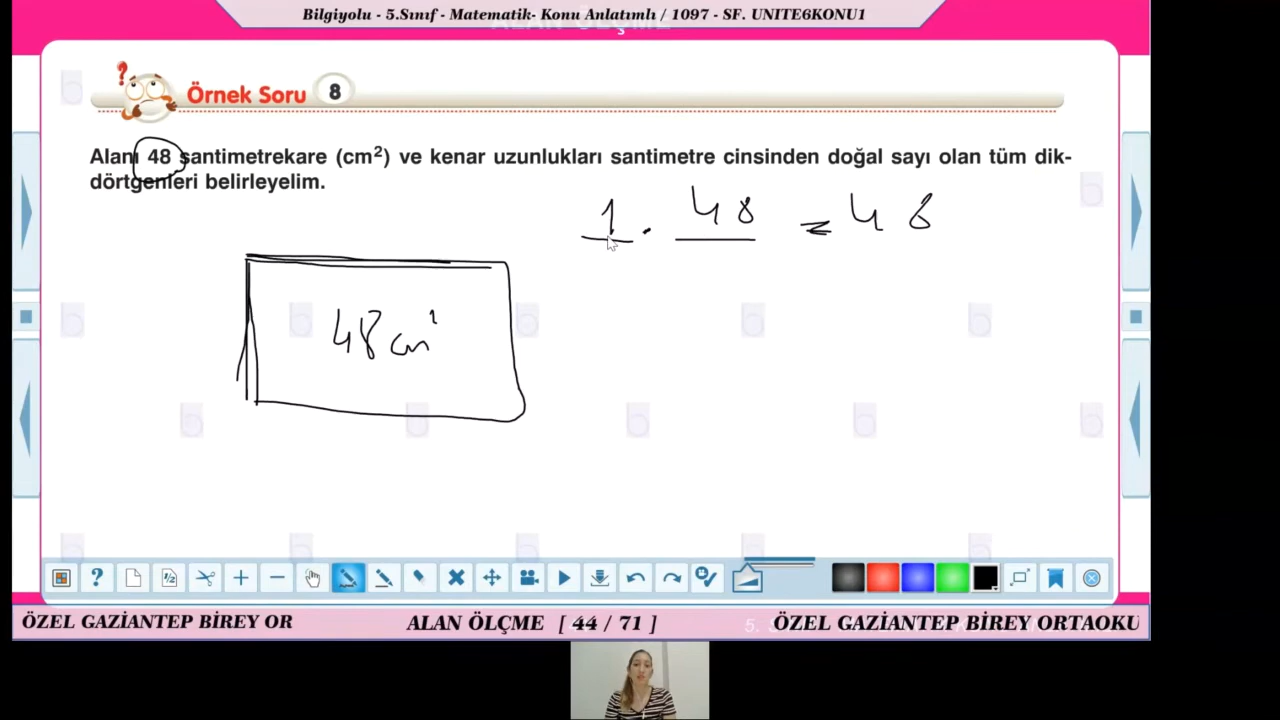 Bilgiyolu - 5.Sınıf - Matematik- Konu Anlatımlı / 1097 - SF. UNITE6KONU1
ALAN ÖLÇME
Örnek Soru 8
Alanı 48 santimetrekare (cm²) ve kenar uzunlukları santimetre cinsinden doğal sayı olan tüm dik-
dörtgenleri belirleyelim.
1 . 48 = 48
48 cm²
ÖZEL GAZİANTEP BİREY OR
ALAN ÖLÇME [ 44 / 71 ]
ÖZEL GAZİANTEP BİREY ORTAOKU